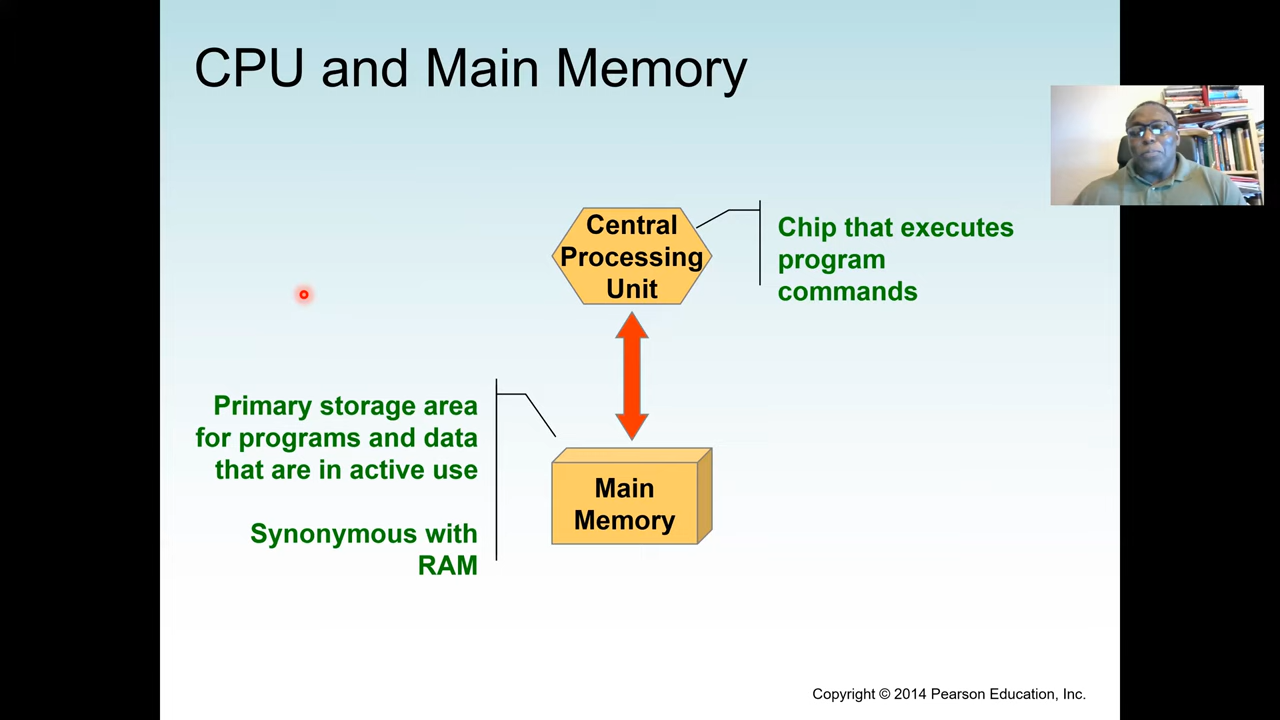 CPU and Main Memory
Central
Processing
Unit
Chip that executes
program
commands
Primary storage area
for programs and data
that are in active use
Synonymous with
RAM
Main
Memory
Copyright © 2014 Pearson Education, Inc.